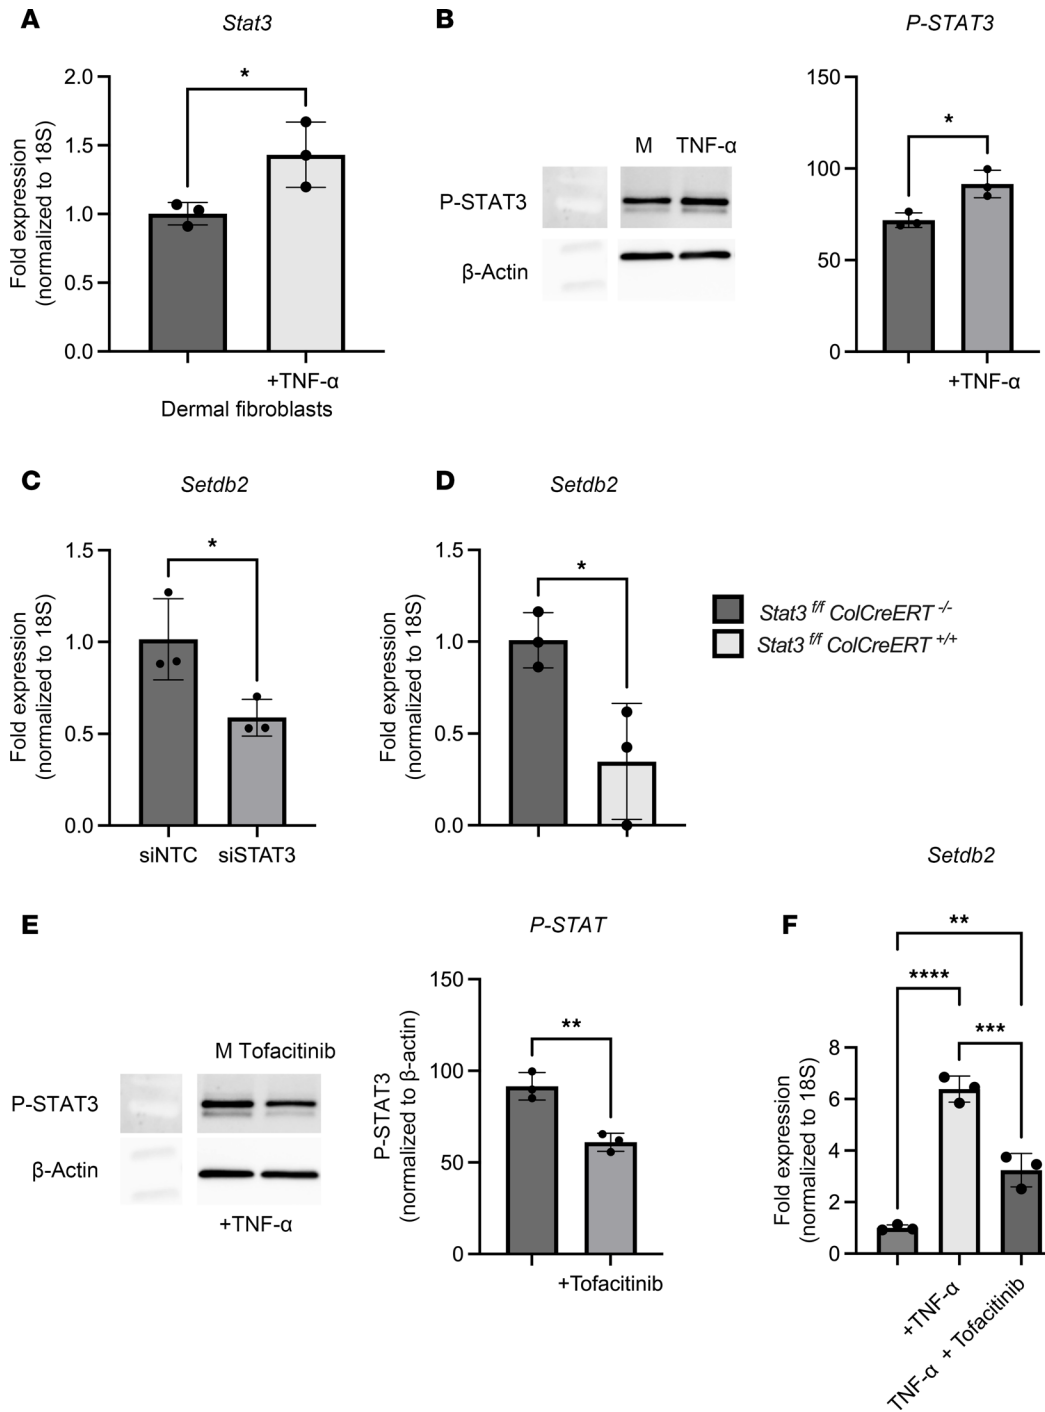 A
Stat3
*
Fold expression
(normalized to 18S)
2.0
1.5
1.0
0.5
0.0
+TNF-α
Dermal fibroblasts
B
P-STAT3
M TNF-α
P-STAT3
β-Actin
*
150
100
50
0
+TNF-α
C
Setdb2
*
Fold expression
(normalized to 18S)
1.5
1.0
0.5
0.0
siNTC siSTAT3
D
Setdb2
*
Fold expression
(normalized to 18S)
1.5
1.0
0.5
0.0
Stat3 f/f ColCreERT -/-
Stat3 f/f ColCreERT +/+
E
M Tofacitinib
P-STAT3
β-Actin
+TNF-α
P-STAT
**
P-STAT3
(normalized to β-actin)
150
100
50
0
+Tofacitinib
Setdb2
F
**
****
***
Fold expression
(normalized to 18S)
8
6
4
2
0
+TNF-α
TNF-α + Tofacitinib